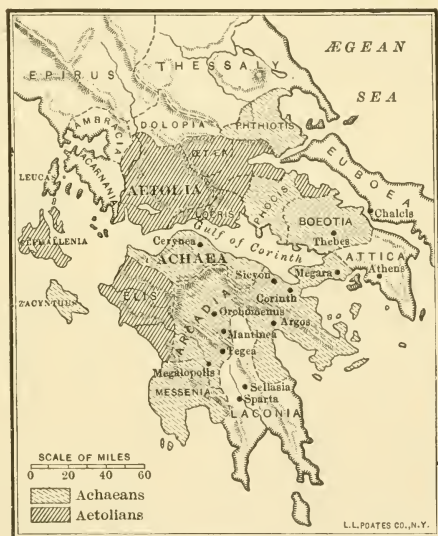 ÆGEAN
SEA
EPIRUS
THESSALY
AMBRACIA
DOLOPIA
PHTHIOTIS
ACARNANIA
LEUCAS
AETOLIA
LOCRIS
PHOCIS
EUBOEA
BOEOTIA
Chalcis
Thebes
Gulf of Corinth
Cerynea
ACHAEA
ATTICA
Sicyon
Megara
Athens
Corinth
ZACYNTHUS
ELIS
ARCADIA
Orchomenus
Argos
Mantinea
Tegea
Megalopolis
MESSENIA
Sellasia
Sparta
LACONIA
SCALE OF MILES
0 20 40 60
Achaeans
Aetolians
L.L.POATES CO.,N.Y.